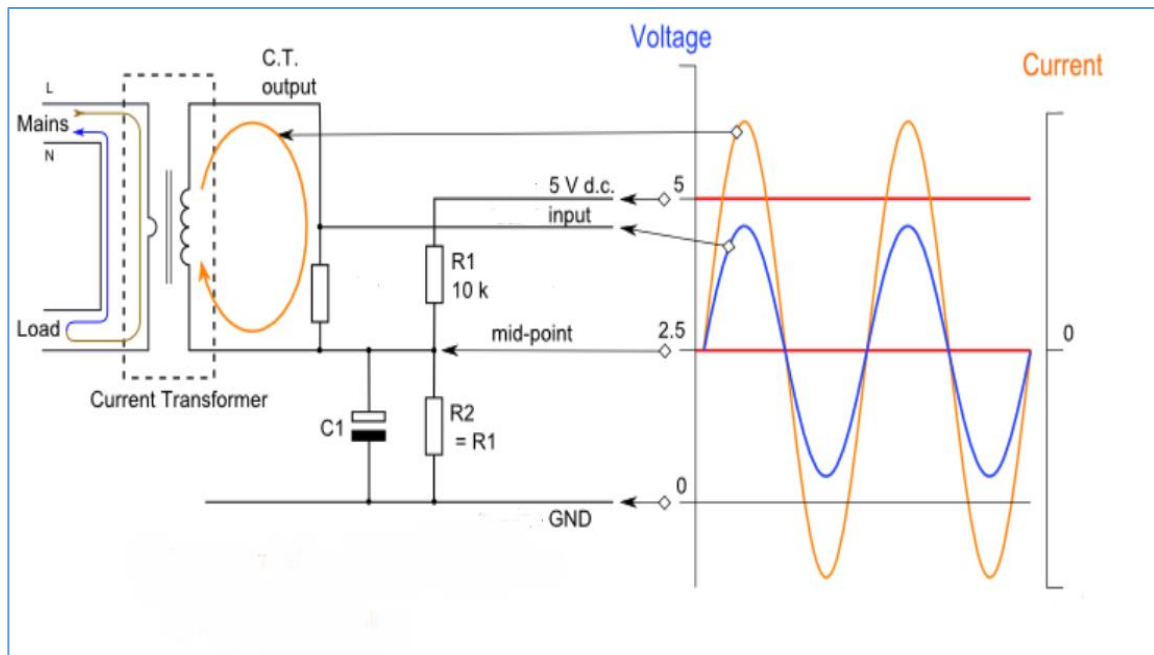 Voltage
Current
C.T.
output
L
Mains
N
5 V d.c.
5
input
R1
10 k
mid-point
2.5
0
Load
Current Transformer
C1
R2
= R1
0
GND